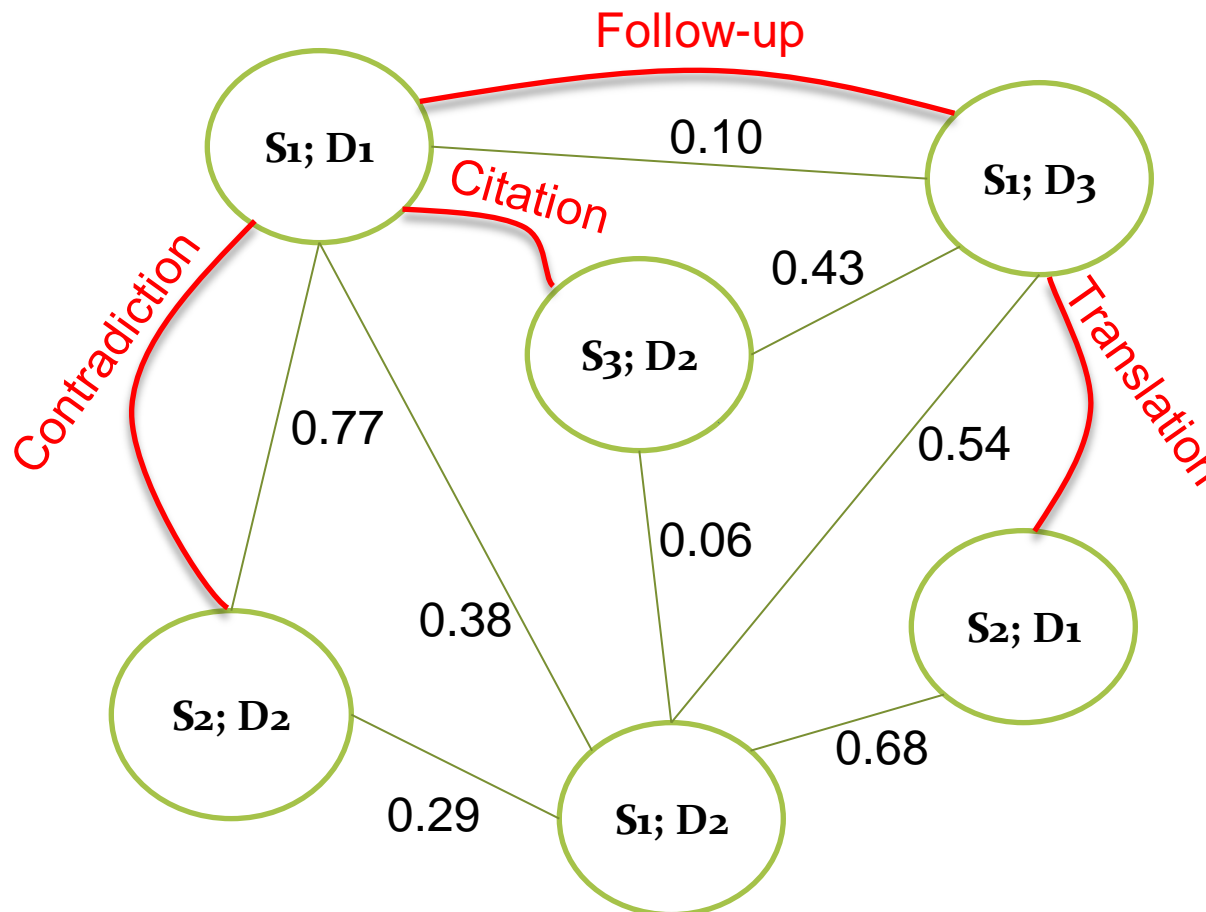 Follow-up
S1; D1
0.10
S1; D3
Citation
Contradiction
0.43
Translation
S3; D2
0.77
0.54
0.06
0.38
S2; D1
S2; D2
0.68
0.29
S1; D2